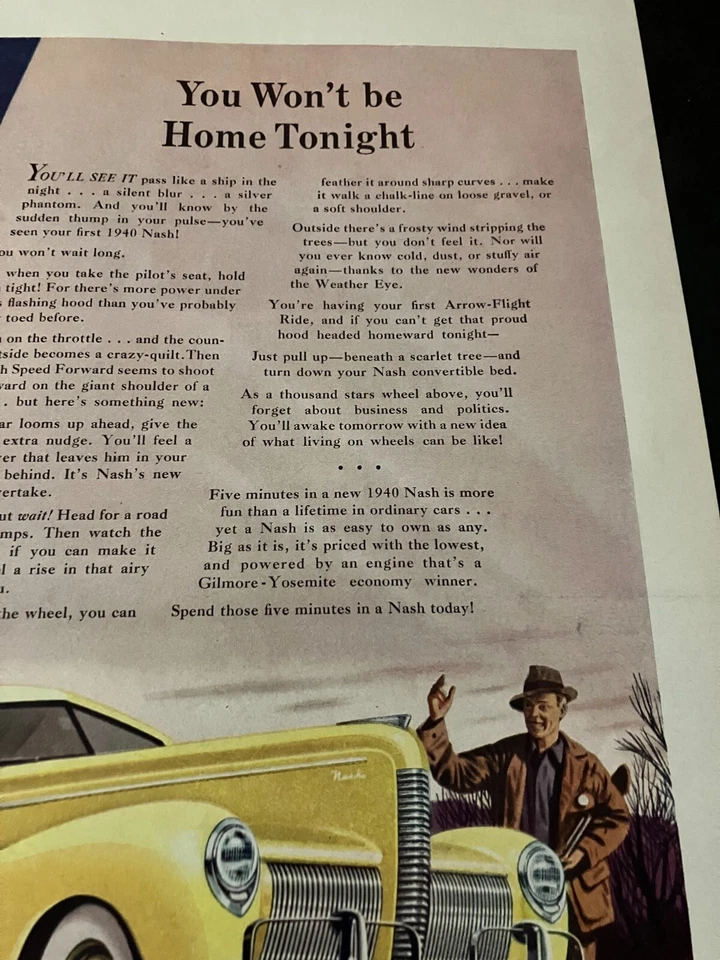 You Won't be
Home Tonight
YOU'LL SEE IT pass like a ship in the
night . . . a silent blur . . . a silver
phantom. And you'll know by the
sudden thump in your pulse—you've
seen your first 1940 Nash!
you won't wait long.
when you take the pilot's seat, hold
tight! For there's more power under
flashing hood than you've probably
toed before.
on the throttle . . . and the coun-
tside becomes a crazy-quilt. Then
Speed Forward seems to shoot
ward on the giant shoulder of a
. but here's something new:
looms up ahead, give the
extra nudge. You'll feel a
that leaves him in your
behind. It's Nash's new
ertake.
ut wait! Head for a road
mps. Then watch the
if you can make it
a rise in that airy
the wheel, you can
feather it around sharp curves . . . make
it walk a chalk-line on loose gravel, or
a soft shoulder.
Outside there's a frosty wind stripping the
trees—but you don't feel it. Nor will
you ever know cold, dust, or stuffy air
again—thanks to the new wonders of
the Weather Eye.
You're having your first Arrow-Flight
Ride, and if you can't get that proud
hood headed homeward tonight—
Just pull up—beneath a scarlet tree—and
turn down your Nash convertible bed.
As a thousand stars wheel above, you'll
forget about business and politics.
You'll awake tomorrow with a new idea
of what living on wheels can be like!
• • •
Five minutes in a new 1940 Nash is more
fun than a lifetime in ordinary cars . . .
yet a Nash is as easy to own as any.
Big as it is, it's priced with the lowest,
and powered by an engine that's a
Gilmore-Yosemite economy winner.
Spend those five minutes in a Nash today!
Nash